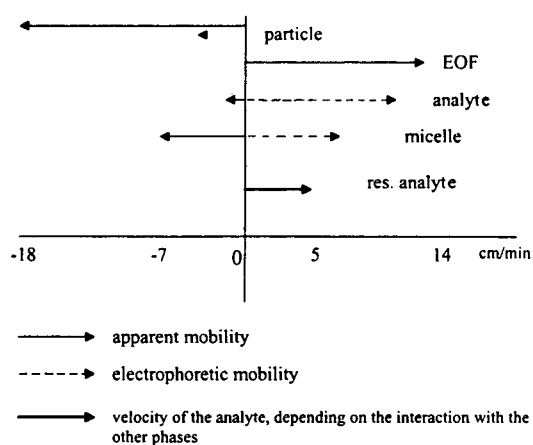 particle
EOF
analyte
micelle
res. analyte
-18 -7 0 5 14 cm/min
apparent mobility
electrophoretic mobility
velocity of the analyte, depending on the interaction with the
other phases